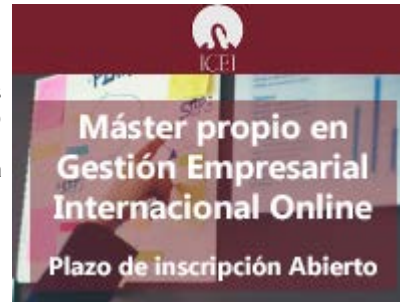 ICEI
Máster propio en
Gestión Empresarial
Internacional Online
Plazo de inscripción Abierto